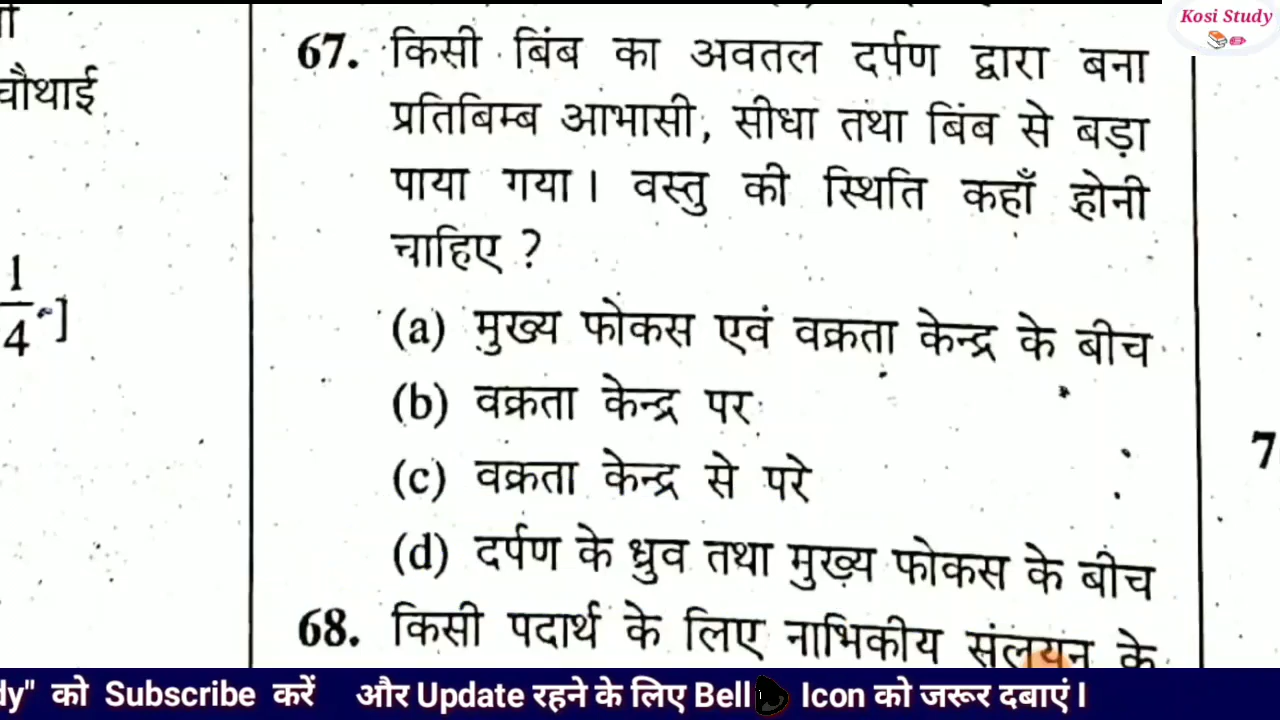 Kosi Study
67. किसी बिंब का अवतल दर्पण द्वारा बना
चौथाई
प्रतिबिम्ब आभासी, सीधा तथा बिंब से बड़ा
पाया गया। वस्तु की स्थिति कहाँ होनी
चाहिए ?
1/4 ]
(a) मुख्य फोकस एवं वक्रता केन्द्र के बीच
(b) वक्रता केन्द्र पर
(c) वक्रता केन्द्र से परे
7
(d) दर्पण के ध्रुव तथा मुख्य फोकस के बीच
68. किसी पदार्थ के लिए नाभिकीय संलयन के
dy" को Subscribe करें और Update रहने के लिए Bell Icon को जरूर दबाएं।